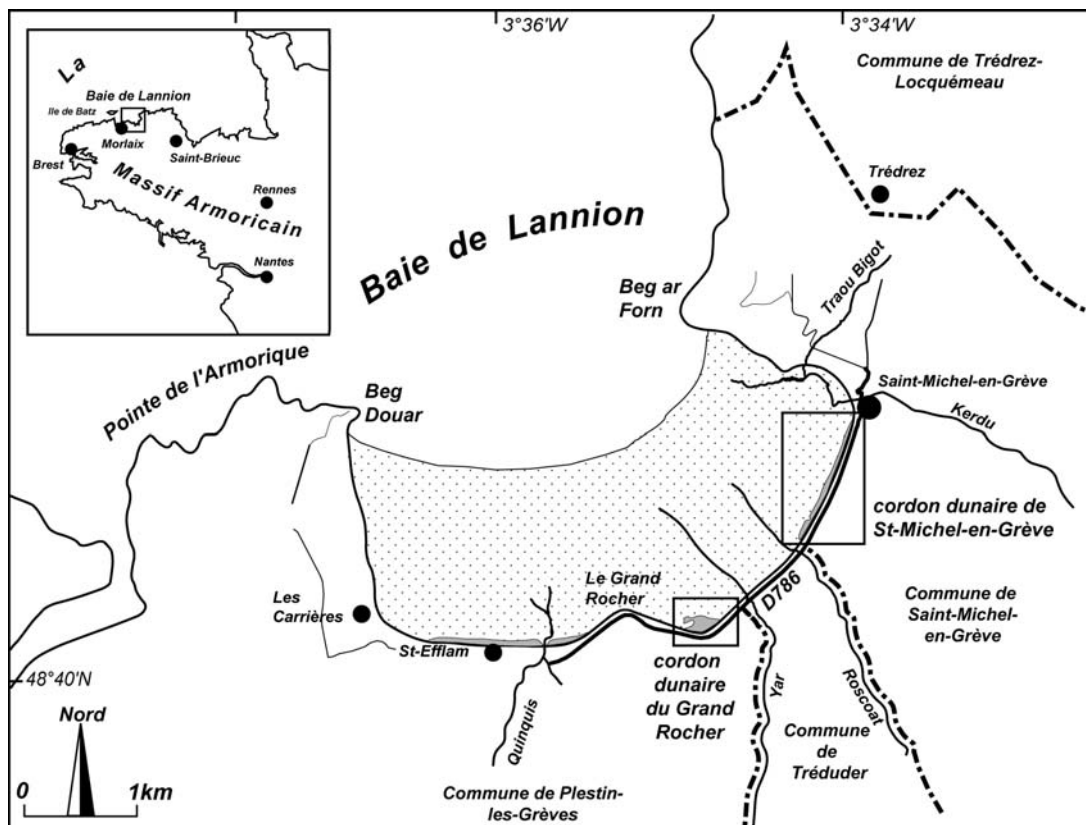 3°36'W
3°34'W
La
Baie de Lannion
Ile de Batz
Morlaix
Saint-Brieuc
Brest
Massif Armoricain
Rennes
Nantes
Commune de Trédrez-
Locquémeau
Trédrez
Baie de Lannion
Traou Bigot
Beg ar
Forn
Pointe de l'Armorique
Beg
Douar
Saint-Michel-en-Grève
Kerdu
cordon dunaire de
St-Michel-en-Grève
Le Grand
Rocher
D786
Les
Carrières
Commune de
Saint-Michel-
en-Grève
St-Efflam
cordon
dunaire
du Grand
Rocher
48°40'N
Yar
Roscoat
Quinquis
Nord
Commune
de
Tréduder
0
1km
Commune de Plestin-
les-Grèves